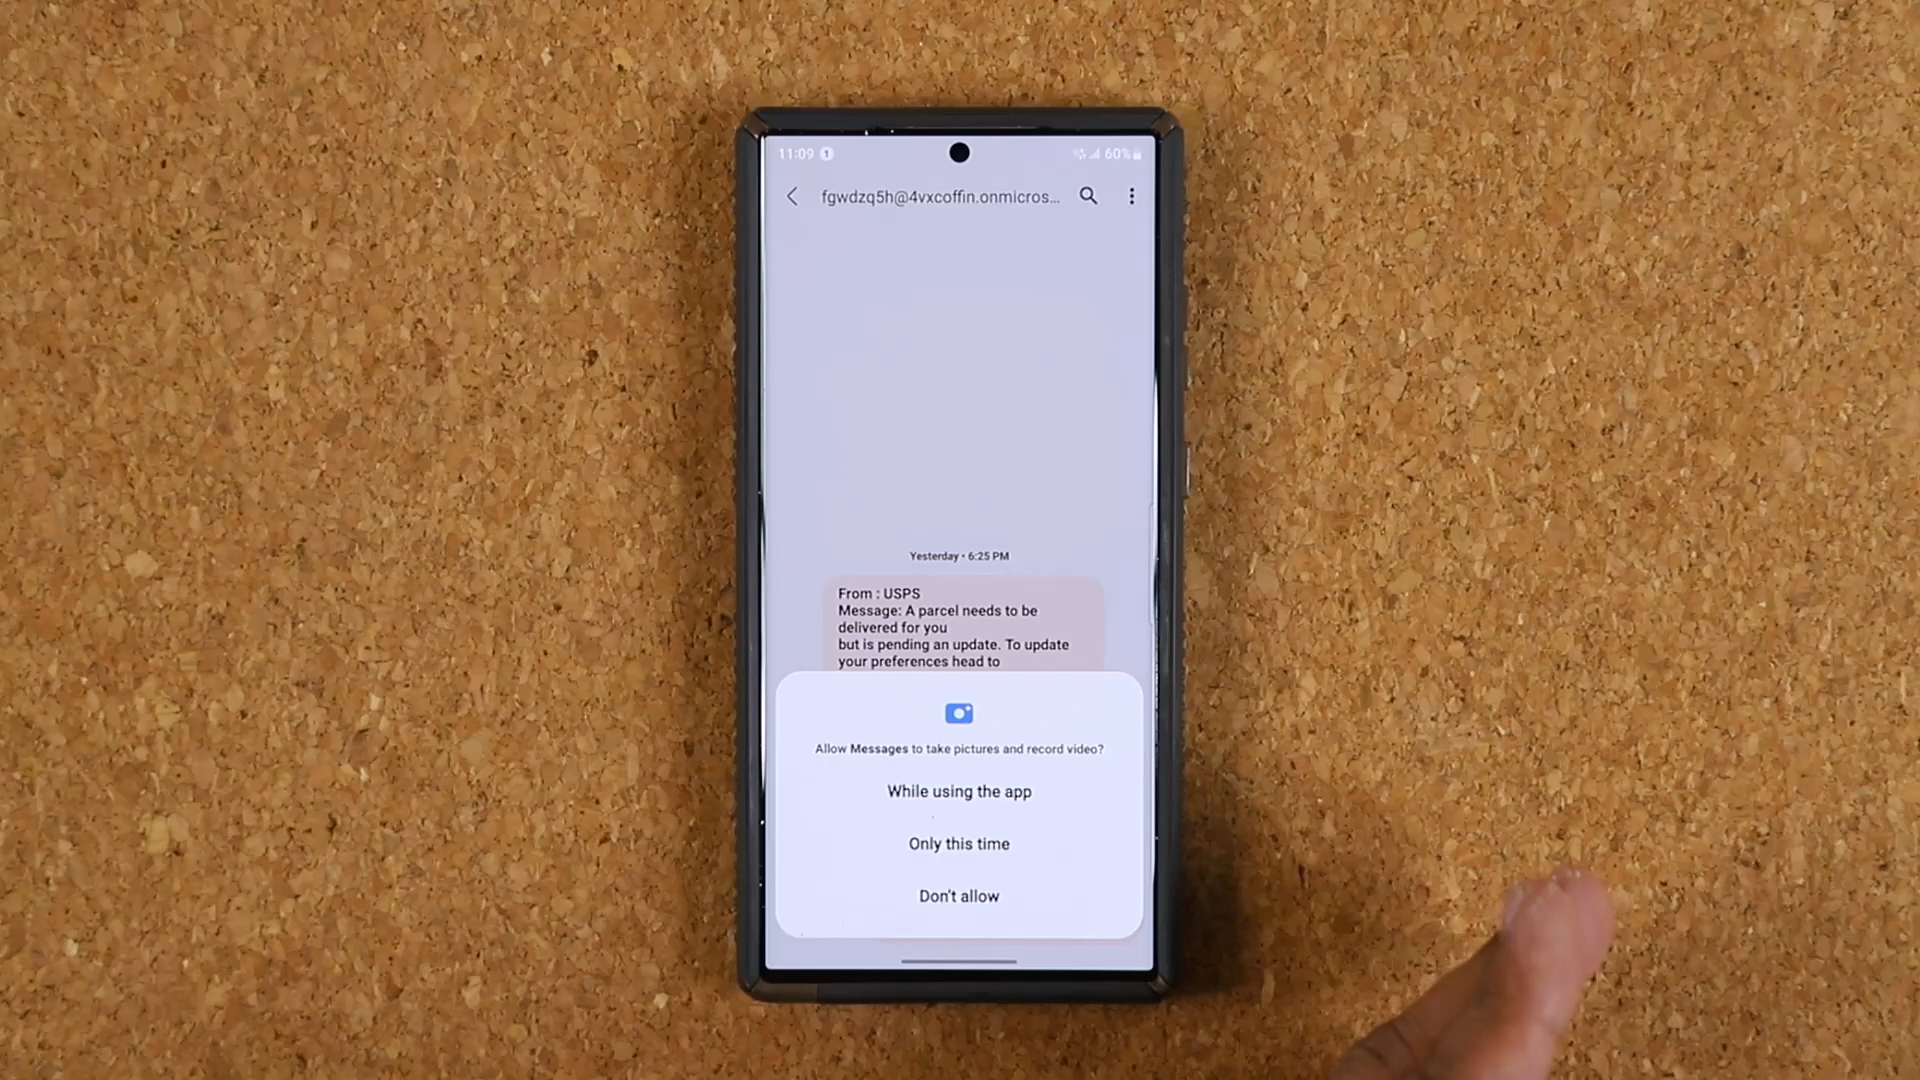 11:09 1 60%
fgwdzq5h@4vxcoffin.onmicros...
Yesterday • 6:25 PM
From : USPS
Message: A parcel needs to be
delivered for you
but is pending an update. To update
your preferences head to
Allow Messages to take pictures and record video?
While using the app
Only this time
Don't allow